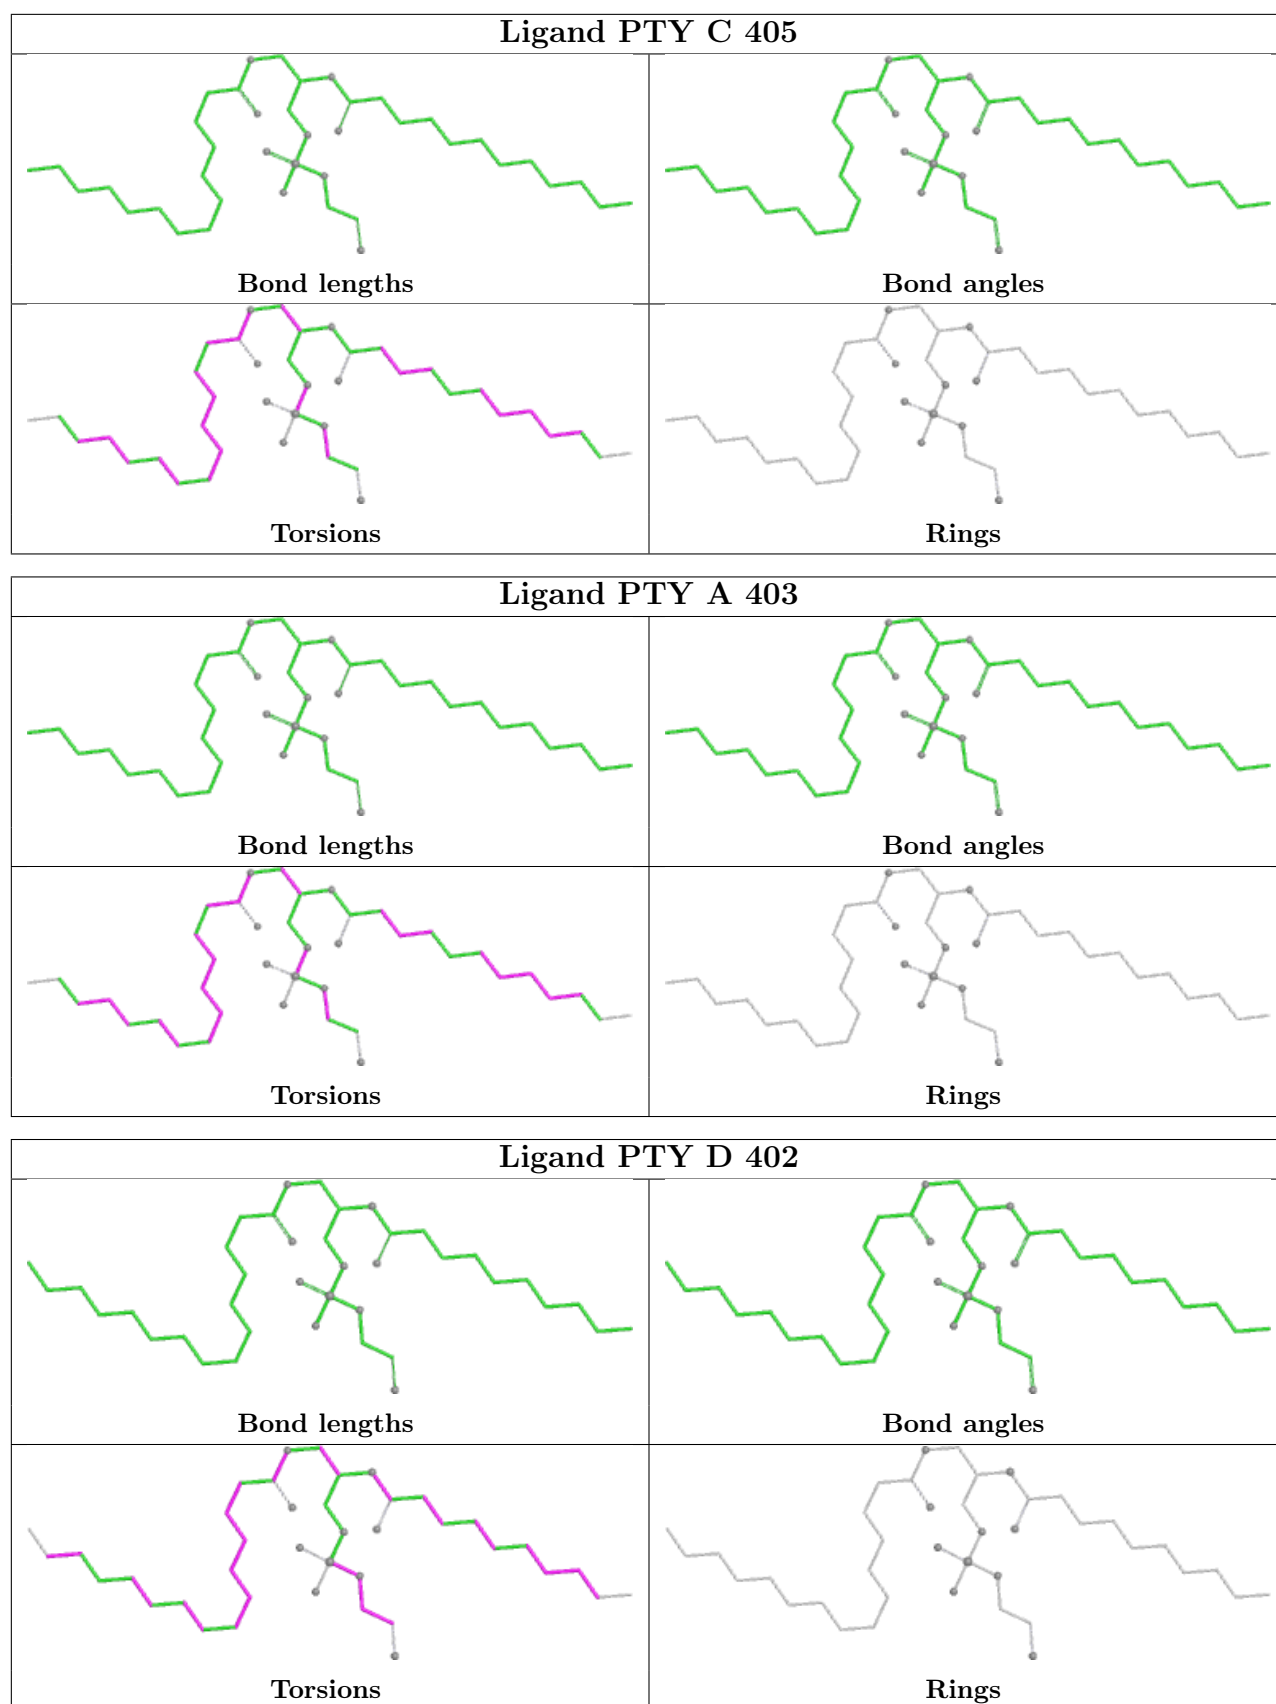 Ligand PTY C 405
Bond lengths
Bond angles
Torsions
Rings
Ligand PTY A 403
Bond lengths
Bond angles
Torsions
Rings
Ligand PTY D 402
Bond lengths
Bond angles
Torsions
Rings